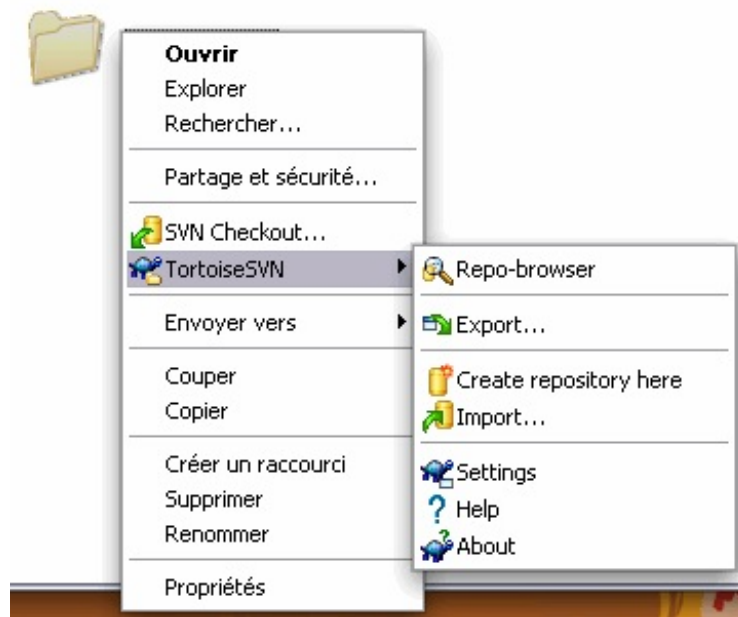 Ouvrir
Explorer
Rechercher...
Partage et sécurité...
SVN Checkout...
TortoiseSVN
Envoyer vers
Couper
Copier
Créer un raccourci
Supprimer
Renommer
Propriétés
Repo-browser
Export...
Create repository here
Import...
Settings
Help
About